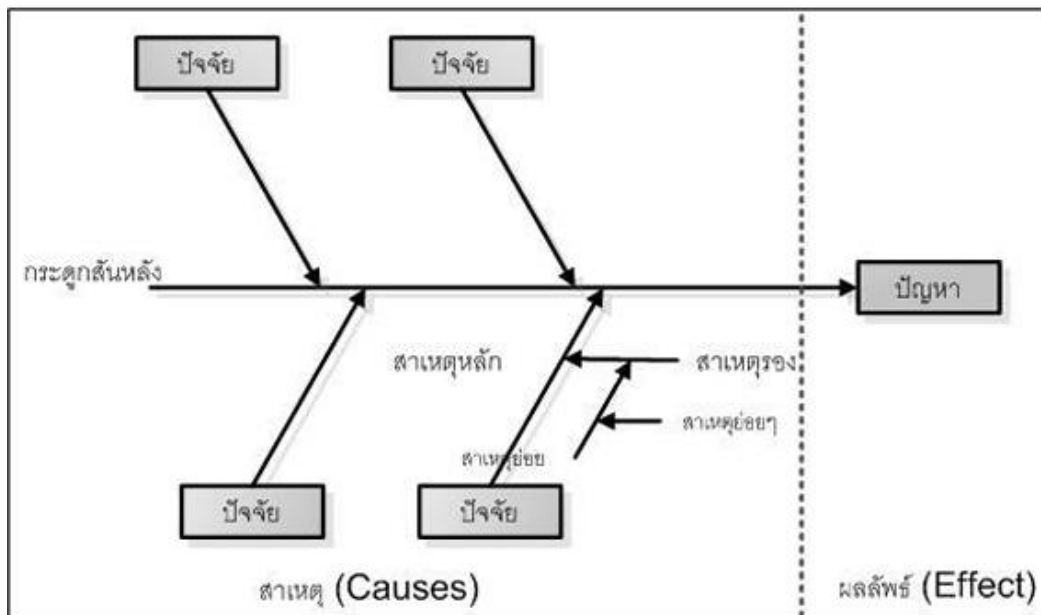 ปัจจัย
ปัจจัย
กระดูกสันหลัง
ปัญหา
สาเหตุหลัก
สาเหตุรอง
สาเหตุย่อยๆ
สาเหตุย่อย
ปัจจัย
ปัจจัย
สาเหตุ (Causes)
ผลลัพธ์ (Effect)